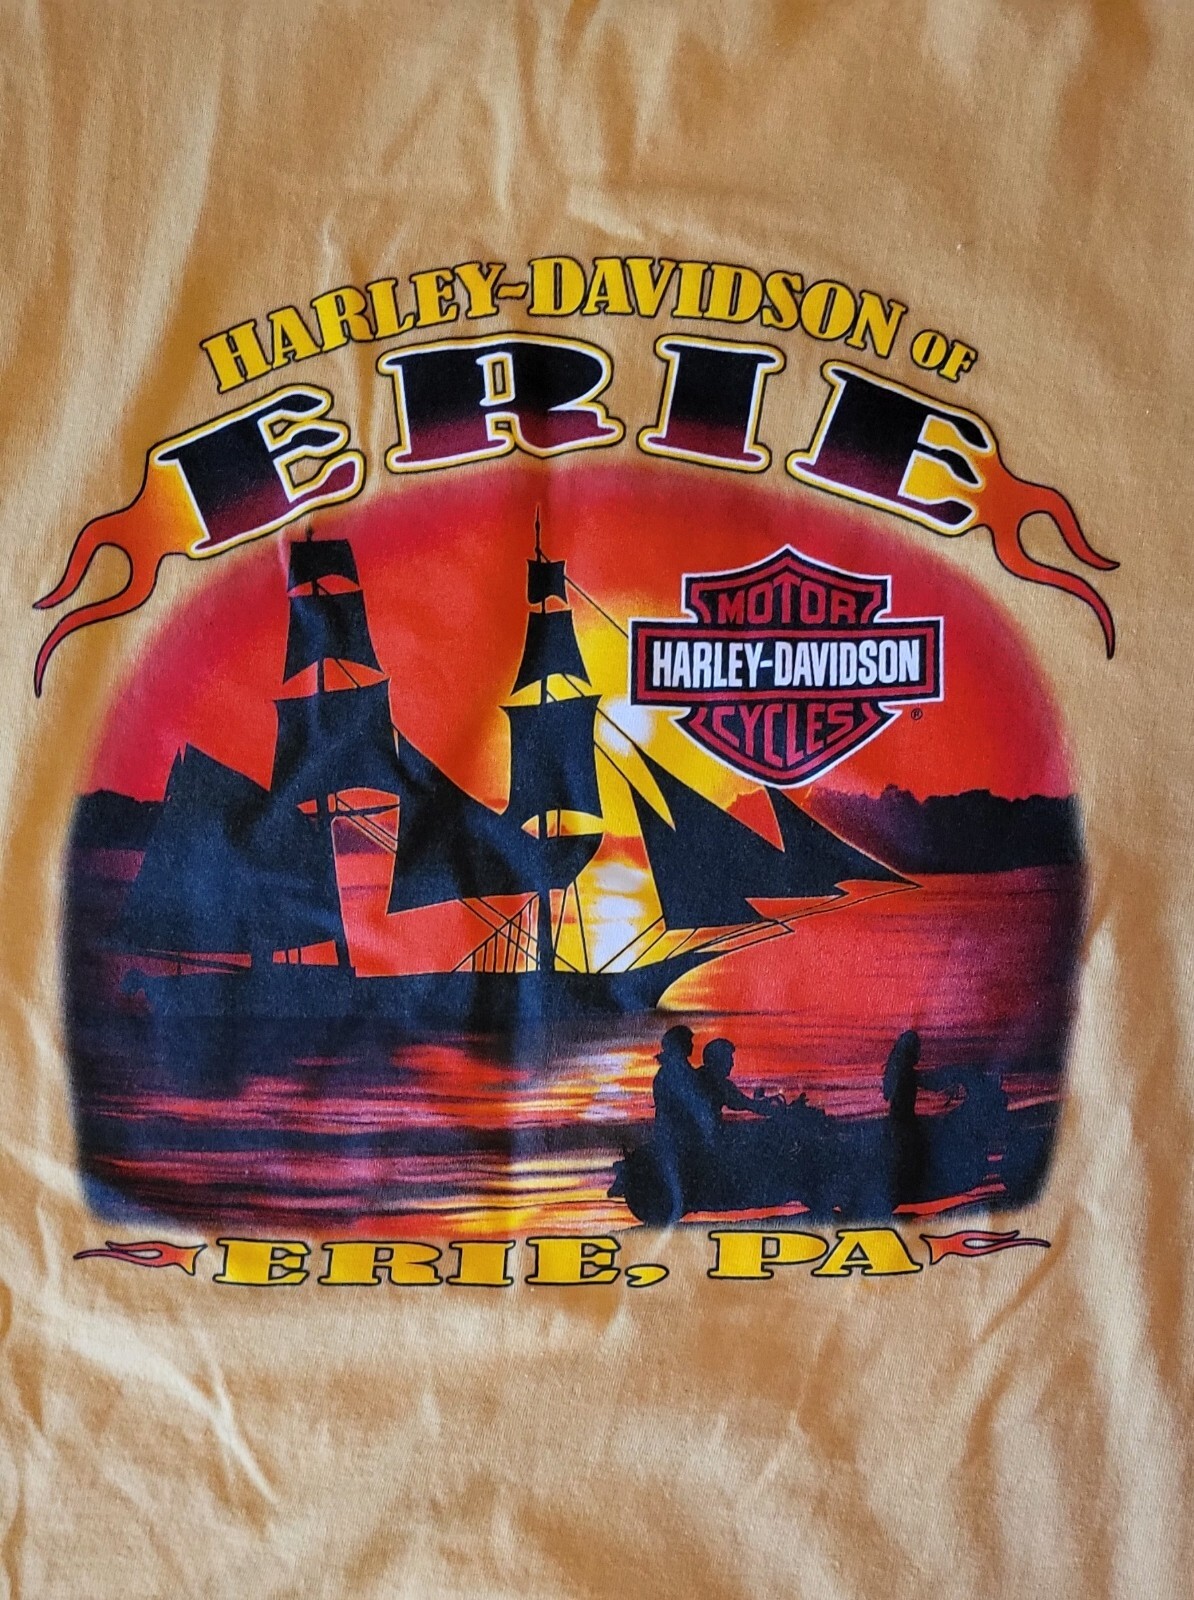 HARLEY-DAVIDSON OF
ERIE
MOTOR
HARLEY-DAVIDSON
CYCLES
®
ERIE, PA